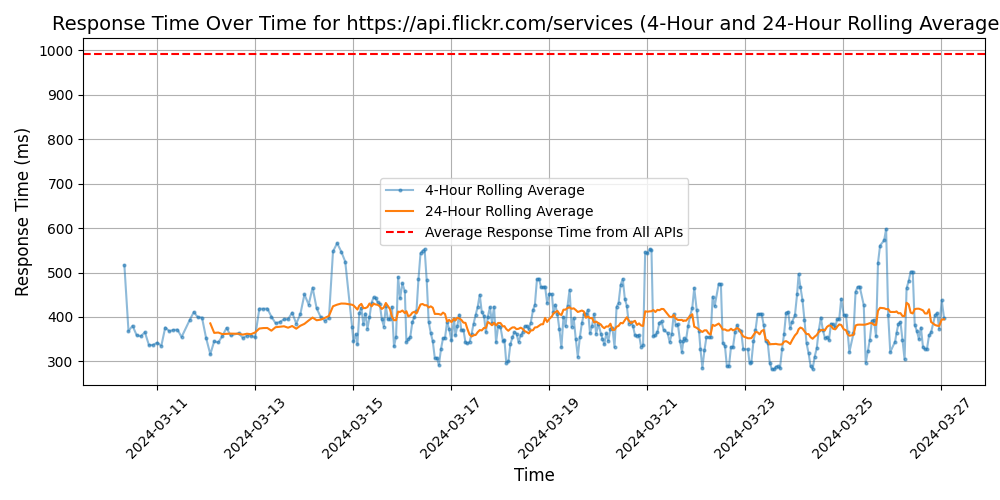 Response Time Over Time for https://api.flickr.com/services (4-Hour and 24-Hour Rolling Average
1000
900
800
700
600
500
400
300
Response Time (ms)
4-Hour Rolling Average
24-Hour Rolling Average
Average Response Time from All APIs
2024-03-11
2024-03-13
2024-03-15
2024-03-17
2024-03-19
2024-03-21
2024-03-23
2024-03-25
2024-03-27
Time